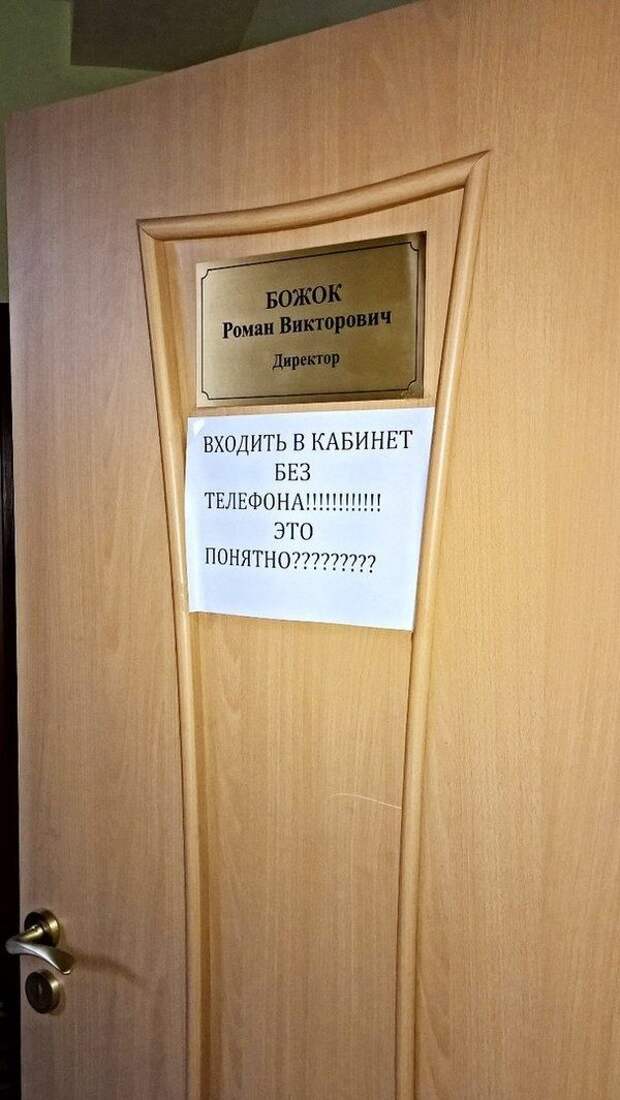 БОЖОК
Роман Викторович
Директор
ВХОДИТЬ В КАБИНЕТ
БЕЗ
ТЕЛЕФОНА!!!!!!!!!!!!
ЭТО
ПОНЯТНО?????????